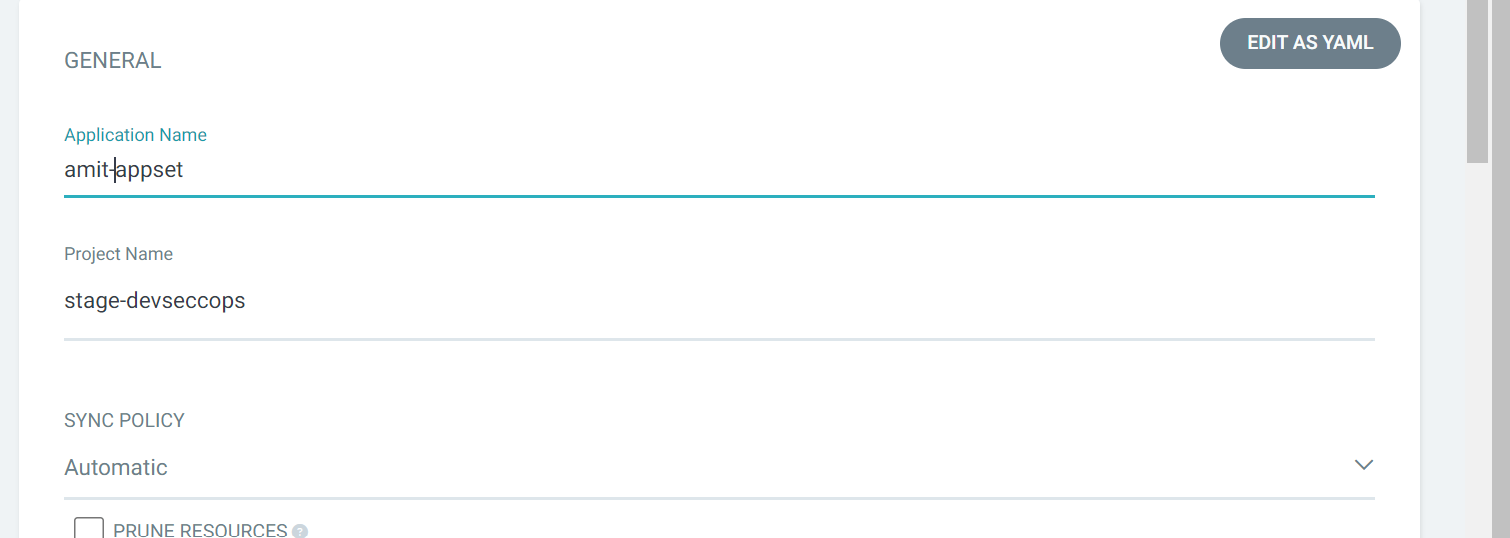 GENERAL
EDIT AS YAML
Application Name
amit-appset
Project Name
stage-devseccops
SYNC POLICY
Automatic
PRUNE RESOURCES ?